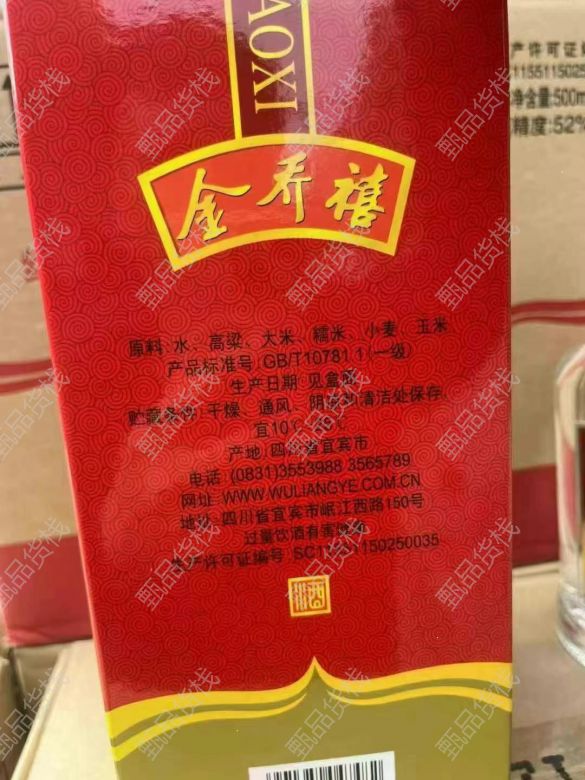 AOXI
金乔禧
原料:水、高粱、大米、糯米、小麦、玉米
产品标准号:GB/T10781.1(一级)
生产日期:见盒
贮藏条件:干燥、通风、阴凉和清洁处保存,
宜10℃
产地:四川省宜宾市
电话:(0831)3553988 3565789
网址:WWW.WULIANGYE.COM.CN
地址:四川省宜宾市岷江西路150号
过量饮酒有害健康
生产许可证编号 SC11551150250035
产许可证
1155115025
净含量:500m
精度:52%
甄品货栈